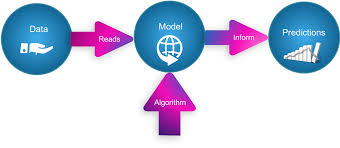 Data
Reads
Model
Inform
Predictions
Algorithm